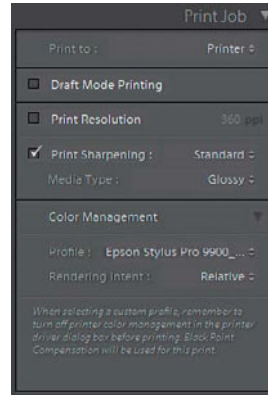 Print Job
Print to : Printer
Draft Mode Printing
Print Resolution 360 ppi
Print Sharpening : Standard
Media Type : Glossy
Color Management
Profile : Epson Stylus Pro 9900_...
Rendering Intent : Relative
When selecting a custom profile, remember to
turn off printer color management in the printer
driver dialog box before printing. Black Point
Compensation will be used for this print.